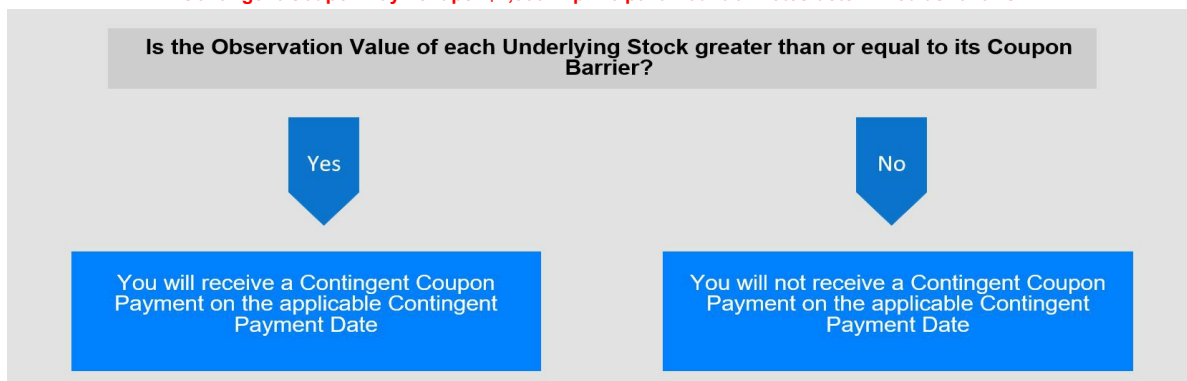 Is the Observation Value of each Underlying Stock greater than or equal to its Coupon
Barrier?
Yes
No
You will receive a Contingent Coupon
Payment on the applicable Contingent
Payment Date
You will not receive a Contingent Coupon
Payment on the applicable Contingent
Payment Date